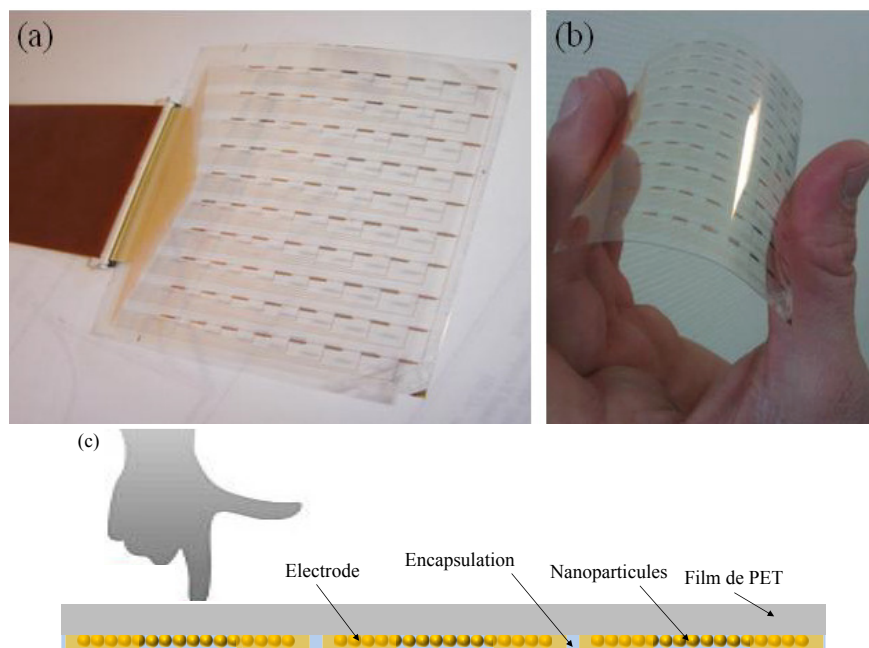 (a)
(b)
(c)
Electrode
Encapsulation
Nanoparticules
Film de PET